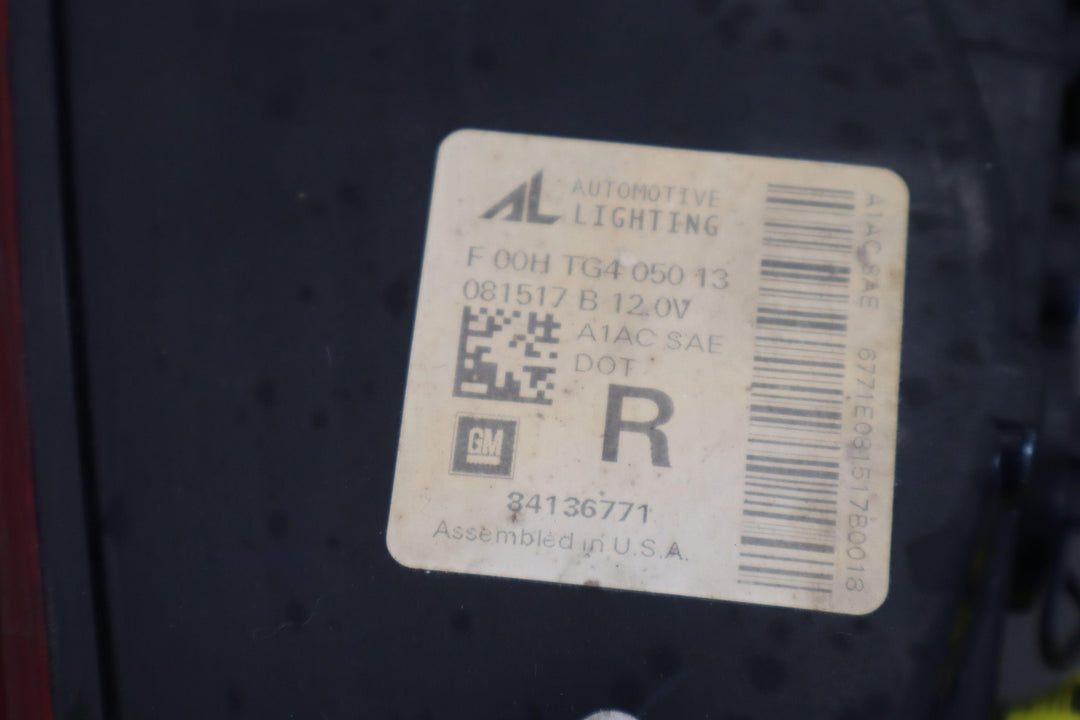 AL AUTOMOTIVE
LIGHTING
F 00H TG4 050 13
081517 B 12.0V
A1AC SAE
DOT
R
GM
84136771
Assembled in U.S.A.
A1AC SAE 6771E081517B0018